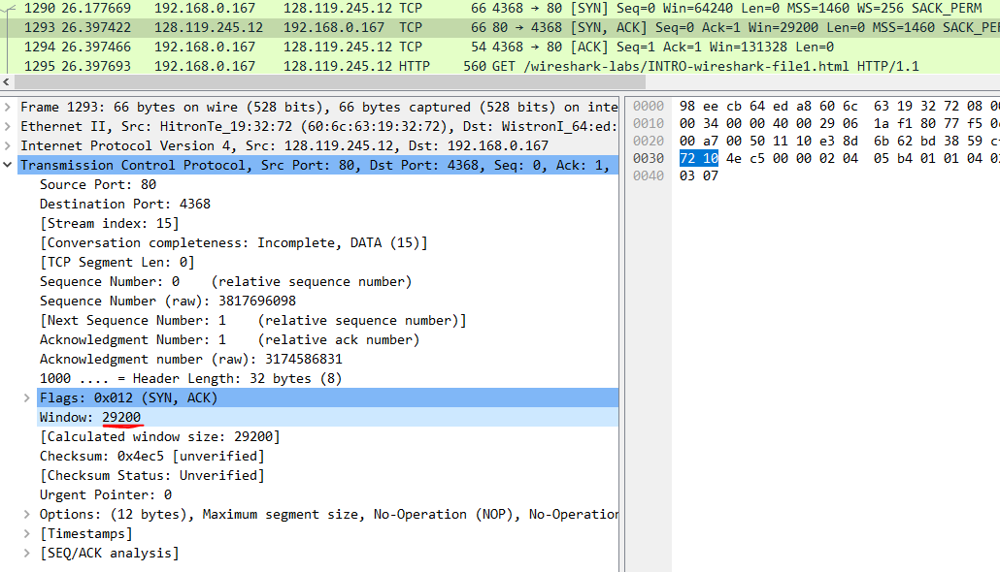 1290 26.177669 192.168.0.167 128.119.245.12 TCP 66 4368 → 80 [SYN] Seq=0 Win=64240 Len=0 MSS=1460 WS=256 SACK_PERM
1293 26.397422 128.119.245.12 192.168.0.167 TCP 66 80 → 4368 [SYN, ACK] Seq=0 Ack=1 Win=29200 Len=0 MSS=1460 SACK_PE
1294 26.397466 192.168.0.167 128.119.245.12 TCP 54 4368 → 80 [ACK] Seq=1 Ack=1 Win=131328 Len=0
1295 26.397693 192.168.0.167 128.119.245.12 HTTP 560 GET /wireshark-labs/INTRO-wireshark-file1.html HTTP/1.1
Frame 1293: 66 bytes on wire (528 bits), 66 bytes captured (528 bits) on inte
Ethernet II, Src: HitronTe_19:32:72 (60:6c:63:19:32:72), Dst: WistronI_64:ed:
Internet Protocol Version 4, Src: 128.119.245.12, Dst: 192.168.0.167
Transmission Control Protocol, Src Port: 80, Dst Port: 4368, Seq: 0, Ack: 1,
Source Port: 80
Destination Port: 4368
[Stream index: 15]
[Conversation completeness: Incomplete, DATA (15)]
[TCP Segment Len: 0]
Sequence Number: 0 (relative sequence number)
Sequence Number (raw): 3817696098
[Next Sequence Number: 1 (relative sequence number)]
Acknowledgment Number: 1 (relative ack number)
Acknowledgment number (raw): 3174586831
1000 .... = Header Length: 32 bytes (8)
Flags: 0x012 (SYN, ACK)
Window: 29200
[Calculated window size: 29200]
Checksum: 0x4ec5 [unverified]
[Checksum Status: Unverified]
Urgent Pointer: 0
Options: (12 bytes), Maximum segment size, No-Operation (NOP), No-Operation
[Timestamps]
[SEQ/ACK analysis]
0000 98 ee cb 64 ed a8 60 6c 63 19 32 72 08 00
0010 00 34 00 00 40 00 29 06 1a f1 80 77 f5
0020 00 a7 00 50 11 10 e3 8d 6b 62 bd 38 59
0030 72 10 4e c5 00 00 02 04 05 b4 01 01 04
0040 03 07